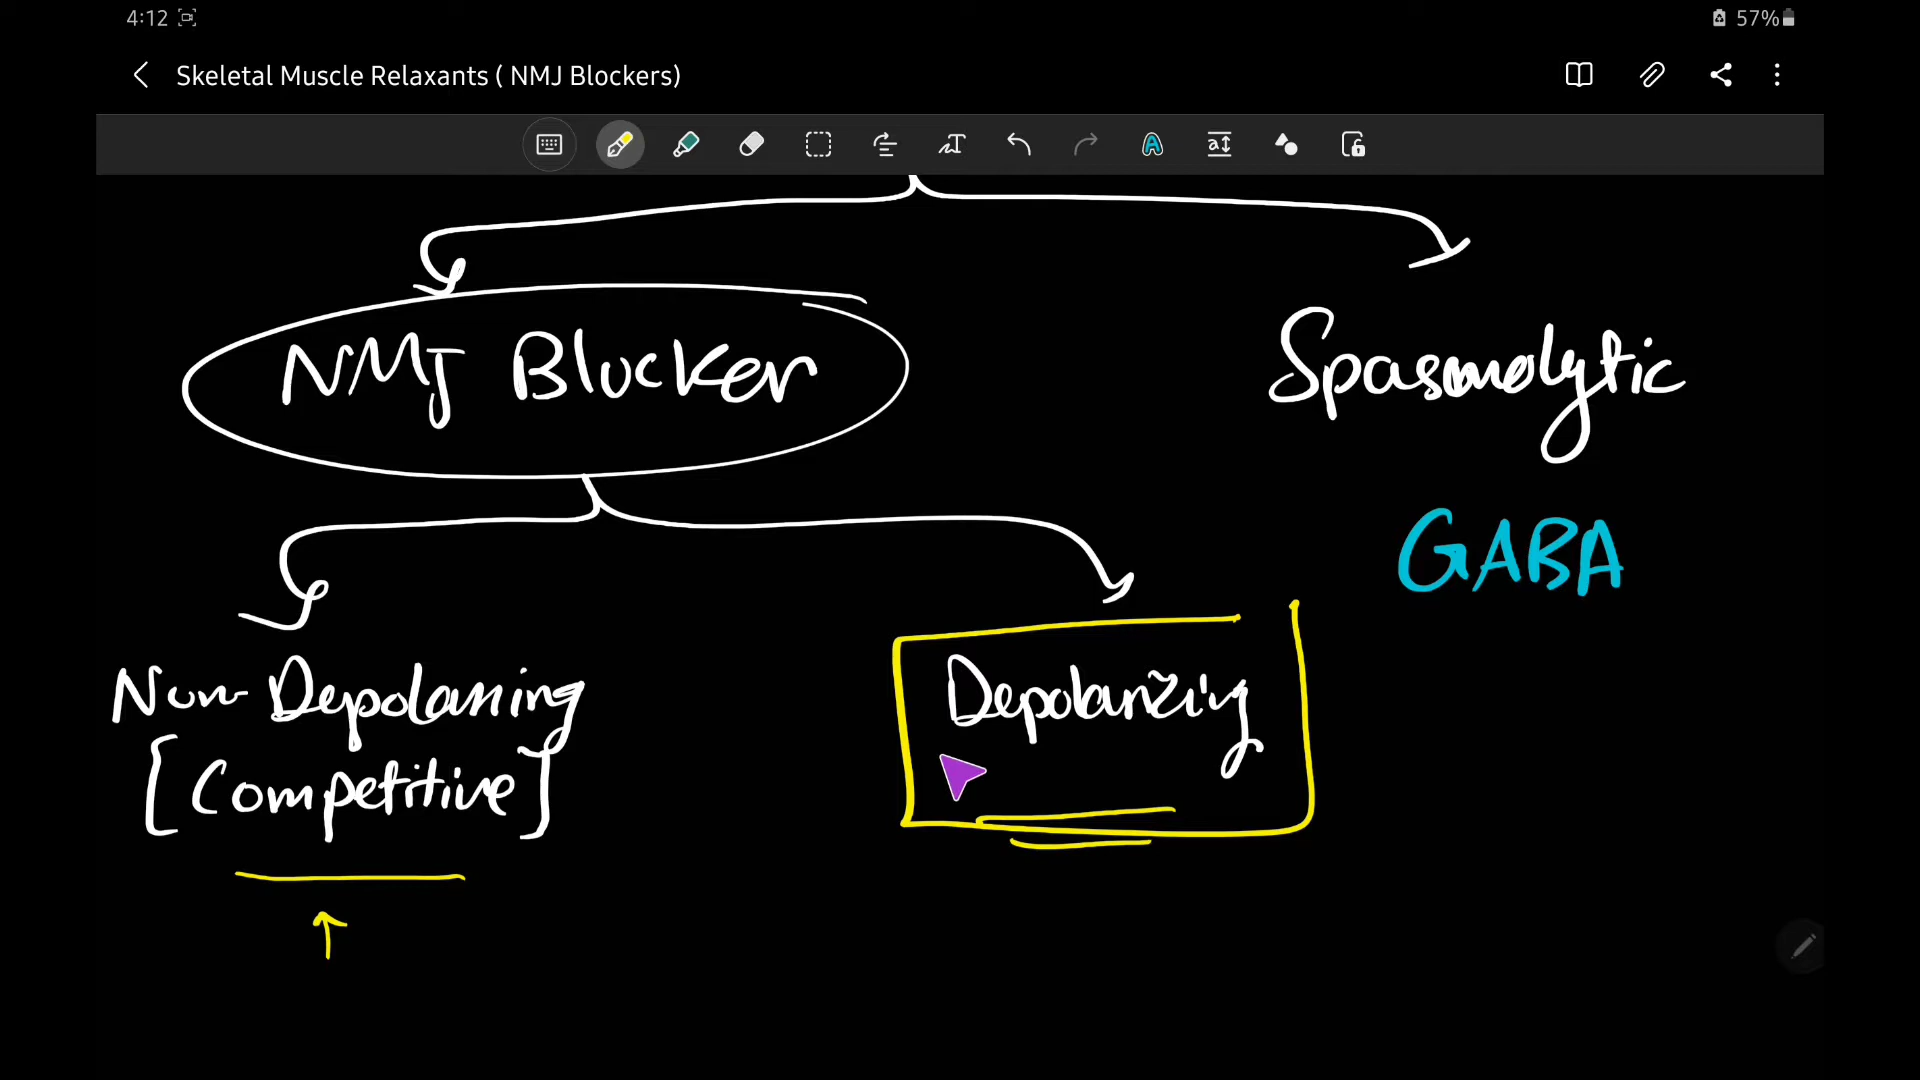 4:12
57%
Skeletal Muscle Relaxants ( NMJ Blockers)
NMJ Blocker
Spasmolytic
GABA
Non-Depolarizing
Depolarizing
[Competitive]